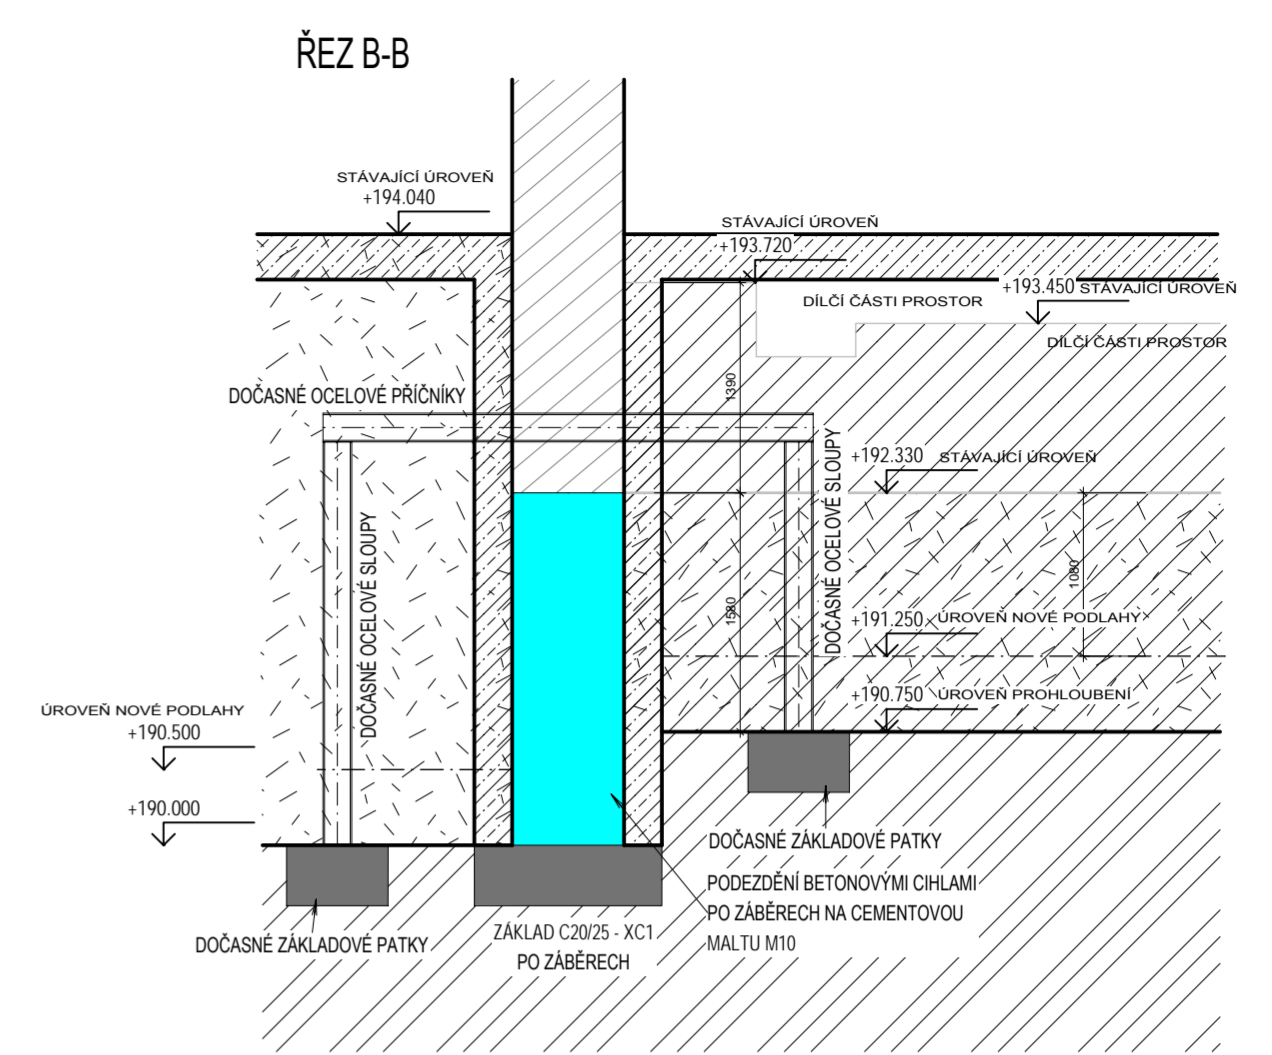 ŘEZ B-B
STÁVAJÍCÍ ÚROVEŇ
+194.040
STÁVAJÍCÍ ÚROVEŇ
+193.720
DÍLČÍ ČÁSTI PROSTOR
+193.450 STÁVAJÍCÍ ÚROVEŇ
DÍLČÍ ČÁSTI PROSTOR
1390
DOČASNÉ OCELOVÉ PŘÍČNÍKY
DOČASNÉ OCELOVÉ SLOUPY
DOČASNÉ OCELOVÉ SLOUPY
+192.330 STÁVAJÍCÍ ÚROVEŇ
1080
1580
+191.250 ÚROVEŇ NOVÉ PODLAHY
+190.750 ÚROVEŇ PROHLOUBENÍ
ÚROVEŇ NOVÉ PODLAHY
+190.500
+190.000
DOČASNÉ ZÁKLADOVÉ PATKY
PODEZDĚNÍ BETONOVÝMI CIHLAMI
PO ZÁBĚRECH NA CEMENTOVOU
MALTU M10
DOČASNÉ ZÁKLADOVÉ PATKY
ZÁKLAD C20/25 - XC1
PO ZÁBĚRECH